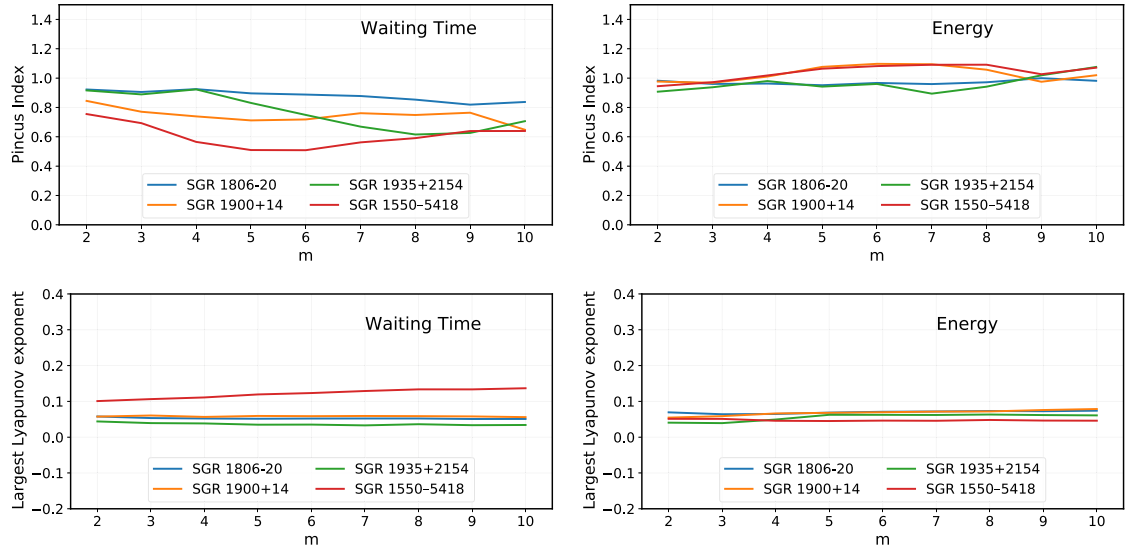 Waiting Time
Pincus Index
1.4
1.2
1.0
0.8
0.6
0.4
0.2
0.0
SGR 1806-20
SGR 1900+14
SGR 1935+2154
SGR 1550–5418
2 3 4 5 6 7 8 9 10
m
Energy
Pincus Index
1.4
1.2
1.0
0.8
0.6
0.4
0.2
0.0
SGR 1806-20
SGR 1900+14
SGR 1935+2154
SGR 1550–5418
2 3 4 5 6 7 8 9 10
m
Waiting Time
Largest Lyapunov exponent
0.4
0.3
0.2
0.1
0.0
−0.1
−0.2
SGR 1806-20
SGR 1900+14
SGR 1935+2154
SGR 1550–5418
2 3 4 5 6 7 8 9 10
m
Energy
Largest Lyapunov exponent
0.4
0.3
0.2
0.1
0.0
−0.1
−0.2
SGR 1806-20
SGR 1900+14
SGR 1935+2154
SGR 1550–5418
2 3 4 5 6 7 8 9 10
m